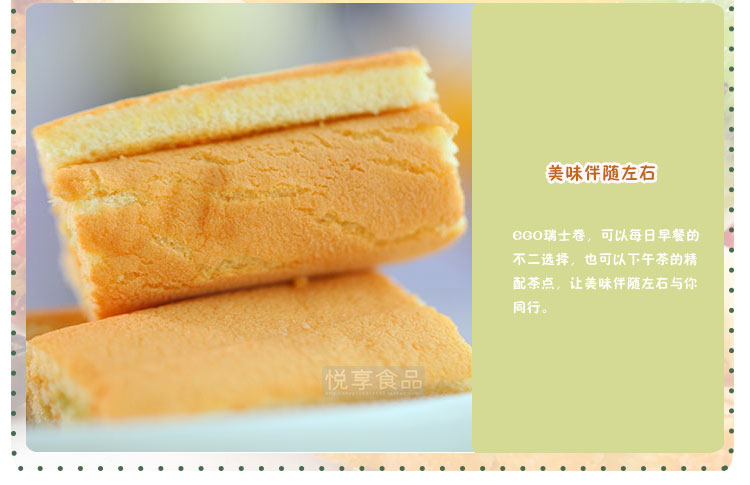 美味伴随左右
EGO瑞士卷，可以每日早餐的
不二选择，也可以下午茶的精
配茶点，让美味伴随左右与你
同行。
悦享食品